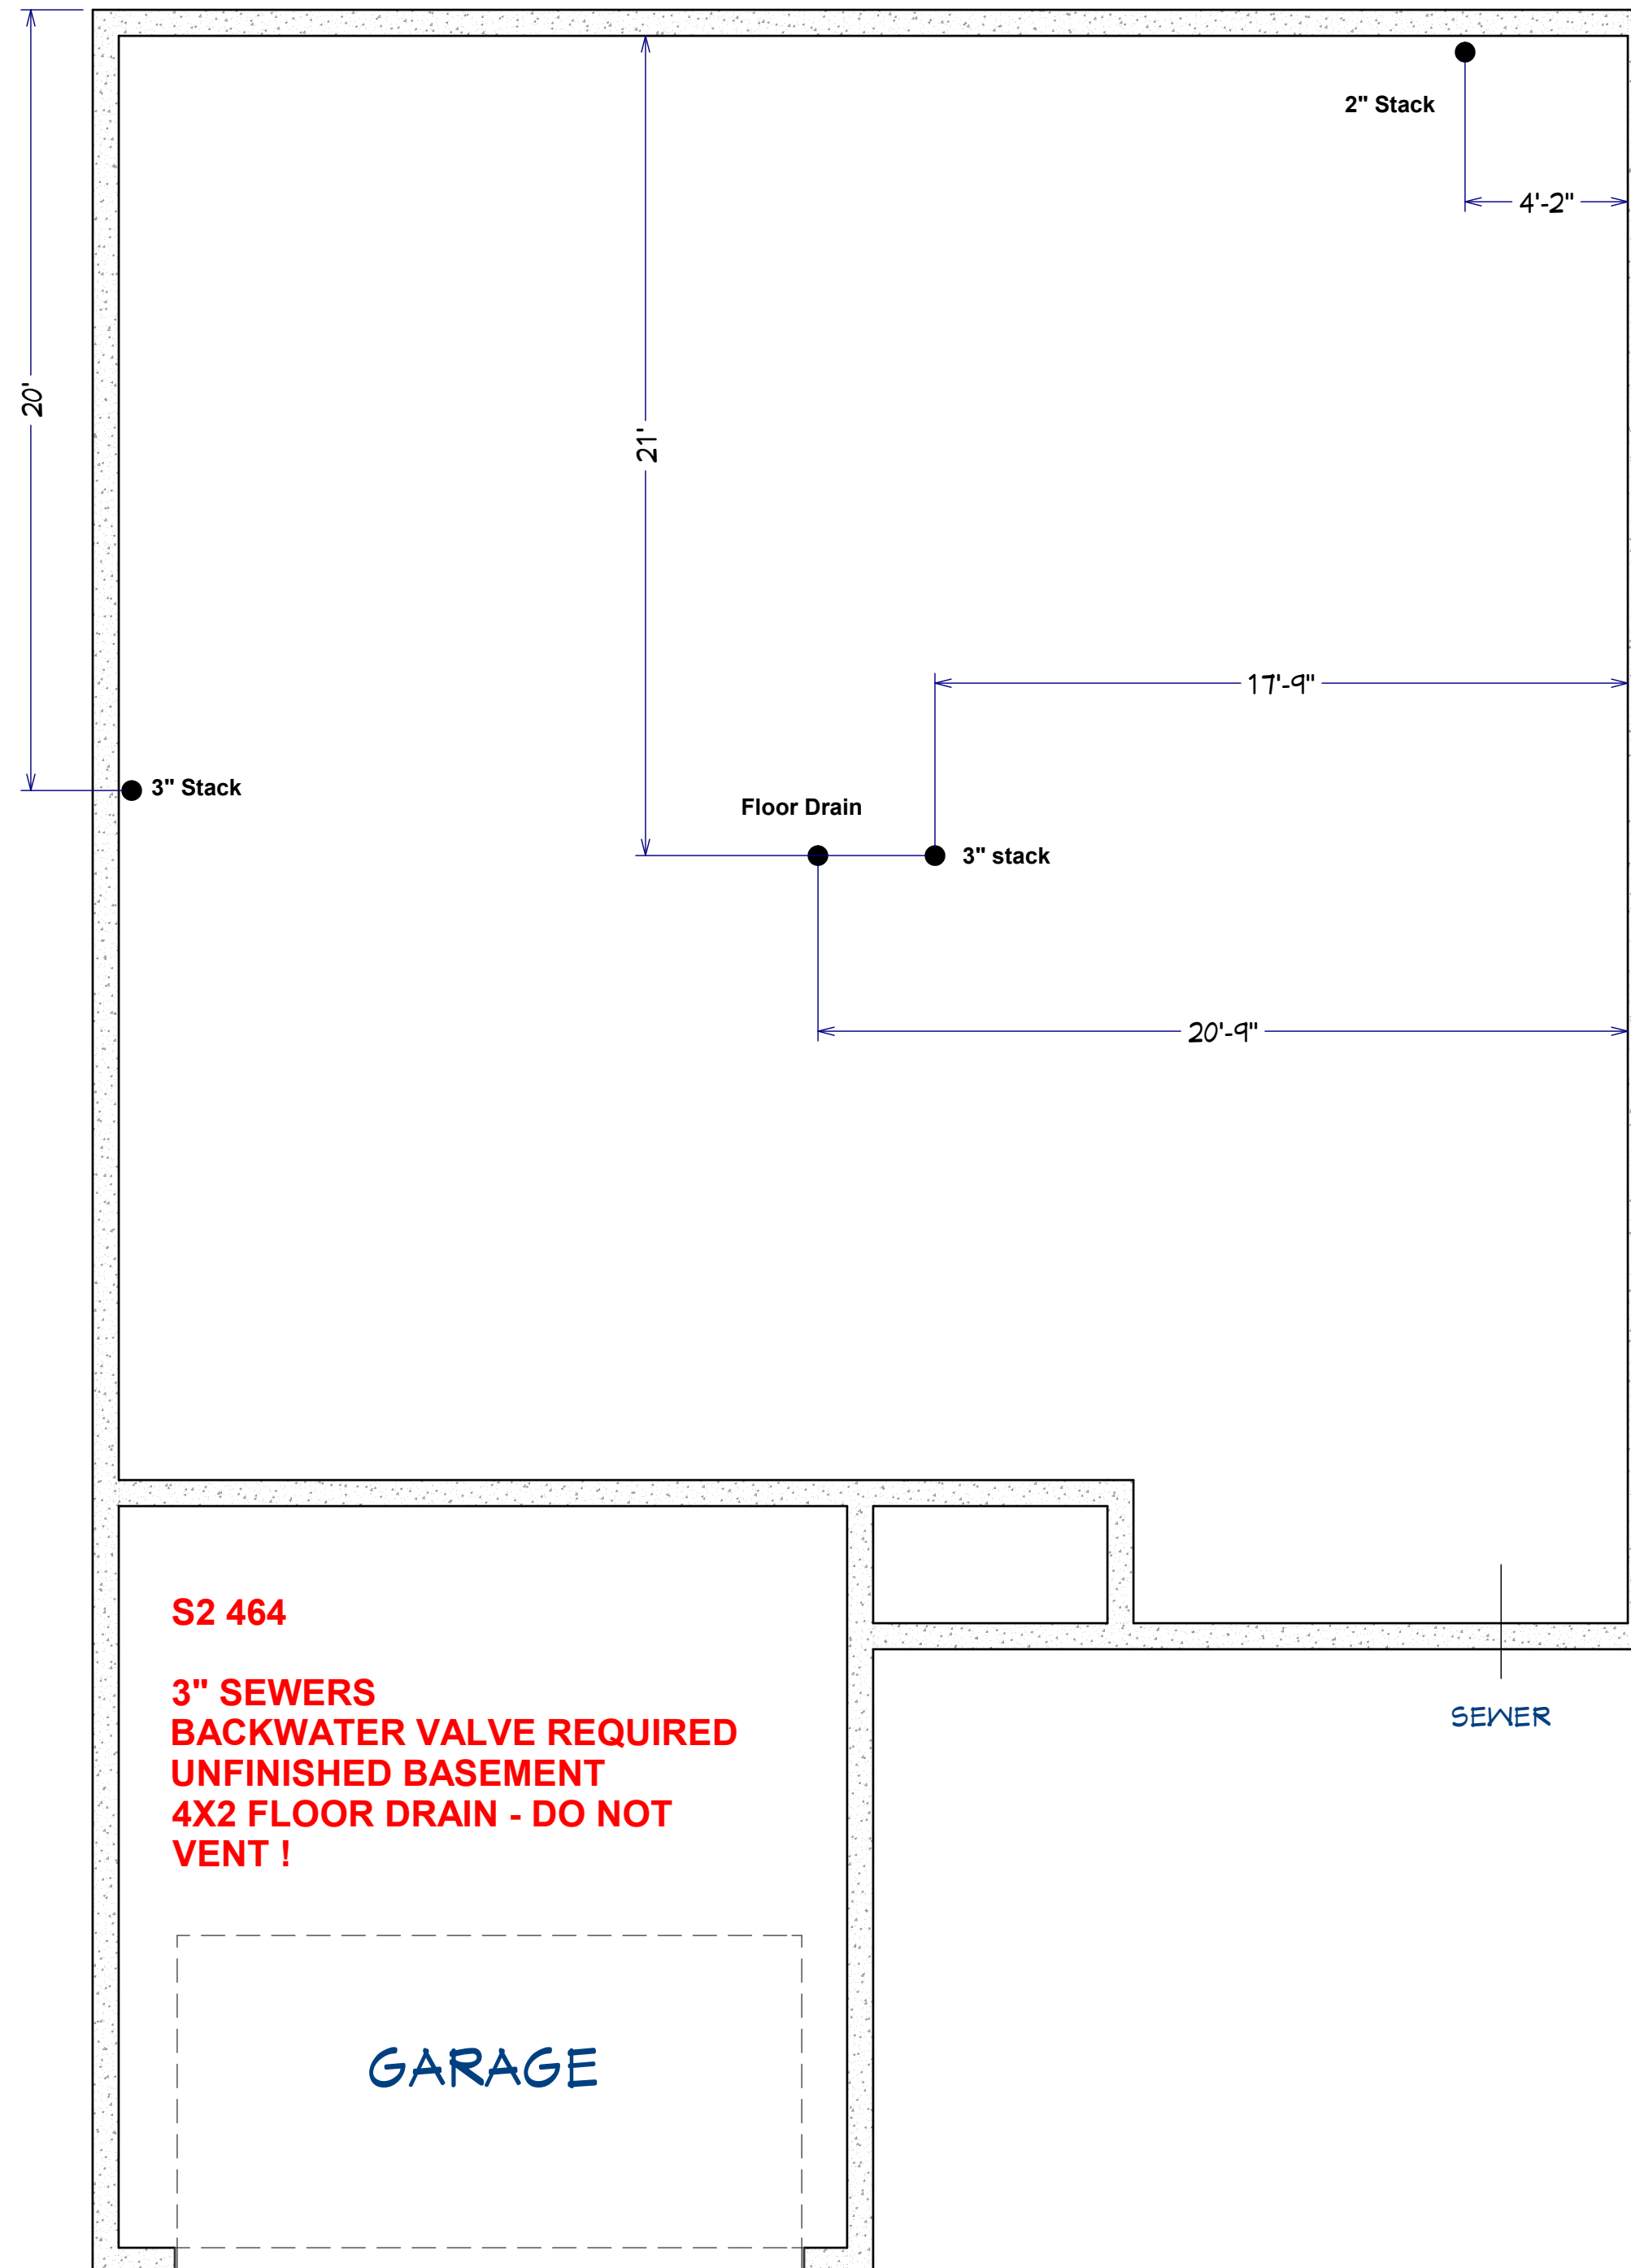 2" Stack
4'-2"
20'
21'
17'-9"
3" Stack
Floor Drain
3" stack
20'-9"
S2 464
3" SEWERS
BACKWATER VALVE REQUIRED
UNFINISHED BASEMENT
4X2 FLOOR DRAIN - DO NOT
VENT !
SEWER
GARAGE